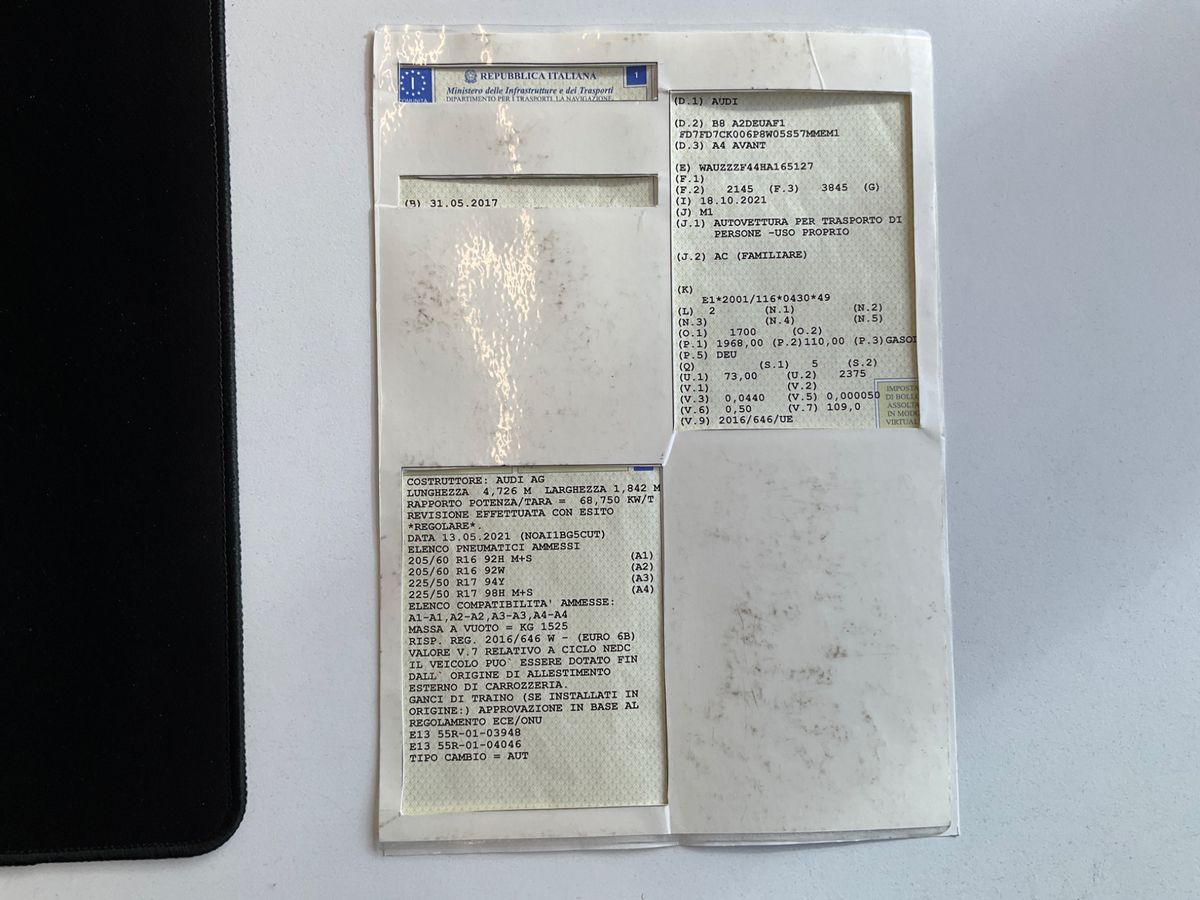 I
COMUNITÀ
REPUBBLICA ITALIANA
1
Ministero delle Infrastrutture e dei Trasporti
DIPARTIMENTO PER I TRASPORTI, LA NAVIGAZIONE,
(B) 31.05.2017
COSTRUTTORE: AUDI AG
LUNGHEZZA 4,726 M LARGHEZZA 1,842 M
RAPPORTO POTENZA/TARA = 68,750 KW/T
REVISIONE EFFETTUATA CON ESITO
*REGOLARE*.
DATA 13.05.2021 (NOAI1BG5CUT)
ELENCO PNEUMATICI AMMESSI
205/60 R16 92H M+S (A1)
205/60 R16 92W (A2)
225/50 R17 94Y (A3)
225/50 R17 98H M+S (A4)
ELENCO COMPATIBILITA' AMMESSE:
A1-A1,A2-A2,A3-A3,A4-A4
MASSA A VUOTO = KG 1525
RISP. REG. 2016/646 W - (EURO 6B)
VALORE V.7 RELATIVO A CICLO NEDC
IL VEICOLO PUO` ESSERE DOTATO FIN
DALL` ORIGINE DI ALLESTIMENTO
ESTERNO DI CARROZZERIA.
GANCI DI TRAINO (SE INSTALLATI IN
ORIGINE:) APPROVAZIONE IN BASE AL
REGOLAMENTO ECE/ONU
E13 55R-01-03948
E13 55R-01-04046
TIPO CAMBIO = AUT
(D.1) AUDI
(D.2) B8 A2DEUAF1
FD7FD7CK006P8W05S57MMEM1
(D.3) A4 AVANT
(E) WAUZZZF44HA165127
(F.1)
(F.2) 2145 (F.3) 3845 (G)
(I) 18.10.2021
(J) M1
(J.1) AUTOVETTURA PER TRASPORTO DI
PERSONE -USO PROPRIO
(J.2) AC (FAMILIARE)
(K)
E1*2001/116*0430*49
(L) 2 (N.1) (N.2)
(N.3) (N.4) (N.5)
(O.1) 1700 (O.2)
(P.1) 1968,00 (P.2)110,00 (P.3)GASOL
(P.5) DEU
(Q) (S.1) 5 (S.2)
(U.1) 73,00 (U.2) 2375
(V.1) (V.2)
(V.3) 0,0440 (V.5) 0,000050
(V.6) 0,50 (V.7) 109,0
(V.9) 2016/646/UE
IMPOSTA
DI BOLLO
ASSOLTA
IN MODO
VIRTUAL